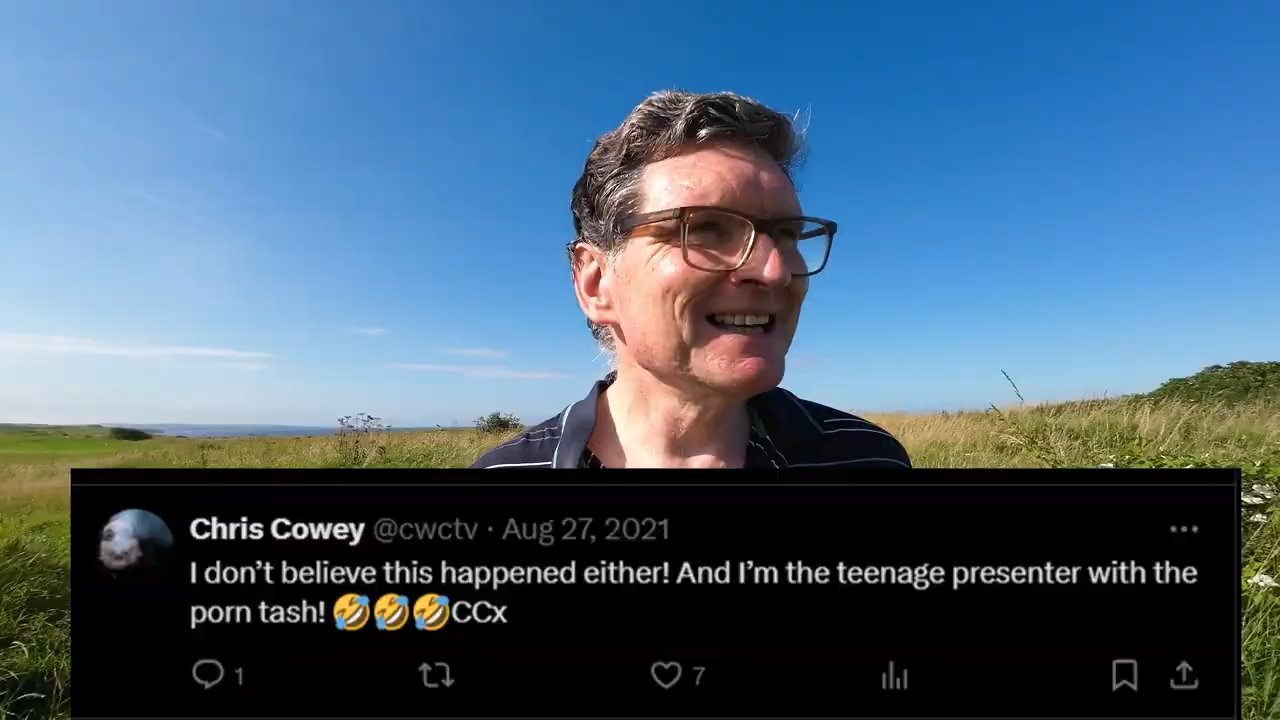 Chris Cowey @cwctv · Aug 27, 2021
I don’t believe this happened either! And I’m the teenage presenter with the
porn tash! 🤣🤣🤣CCx
1
7